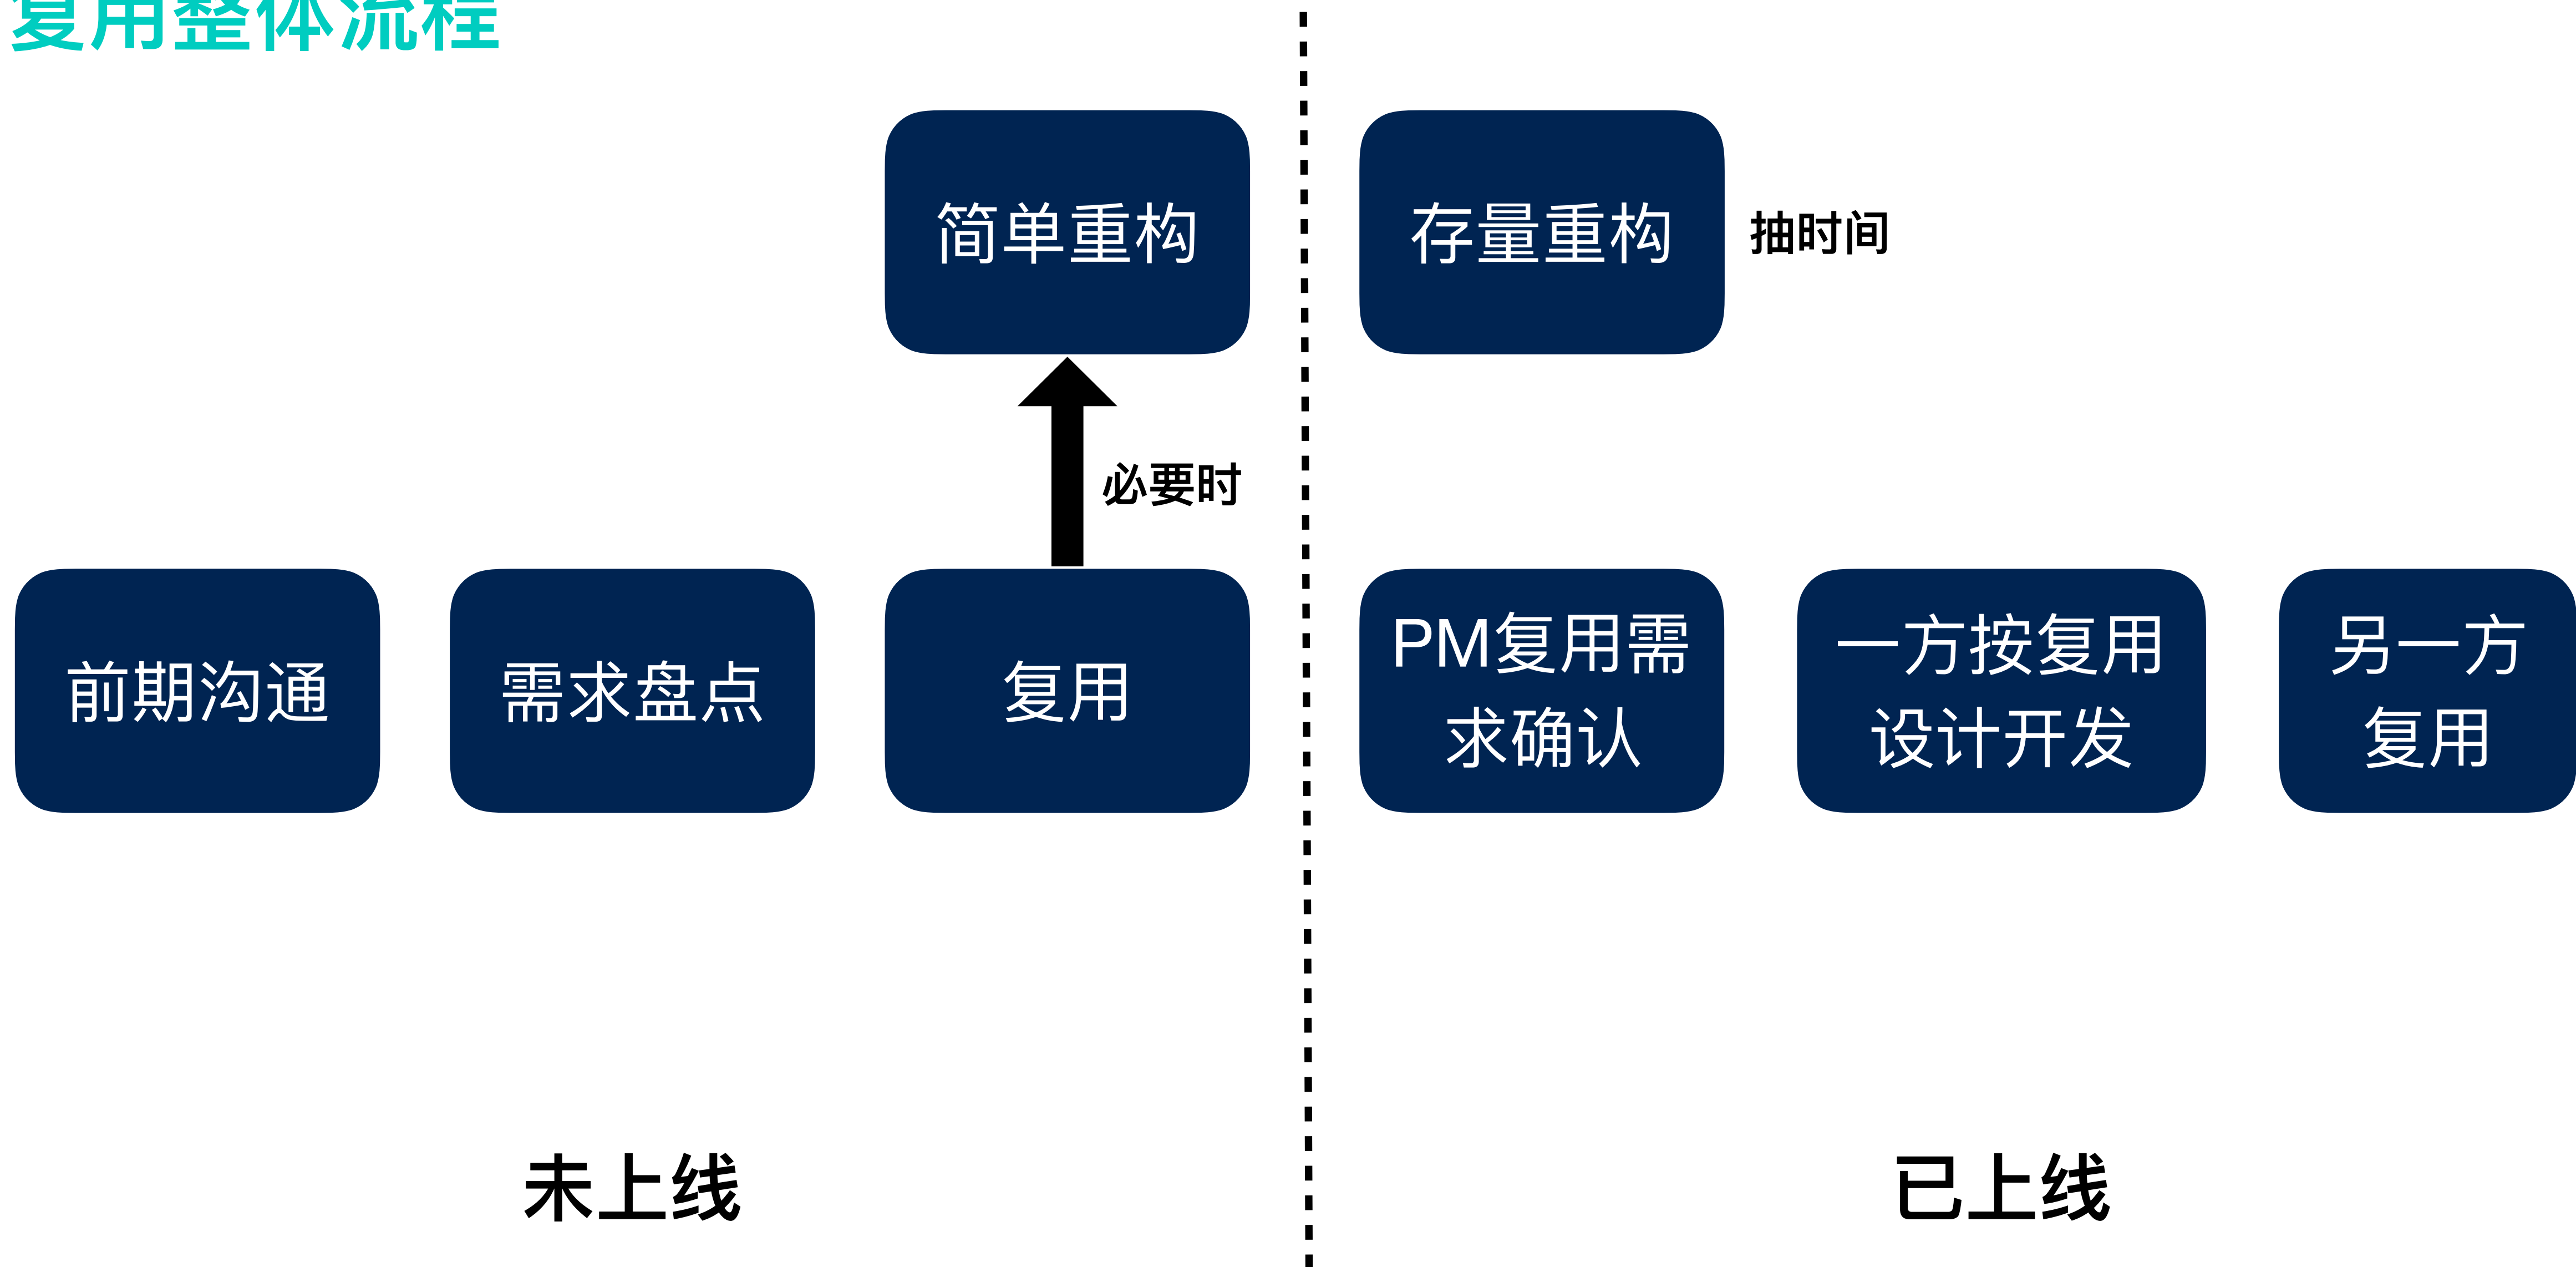 复用整体流程
简单重构
存量重构
抽时间
必要时
前期沟通
需求盘点
复用
PM复用需
求确认
一方按复用
设计开发
另一方
复用
未上线
已上线